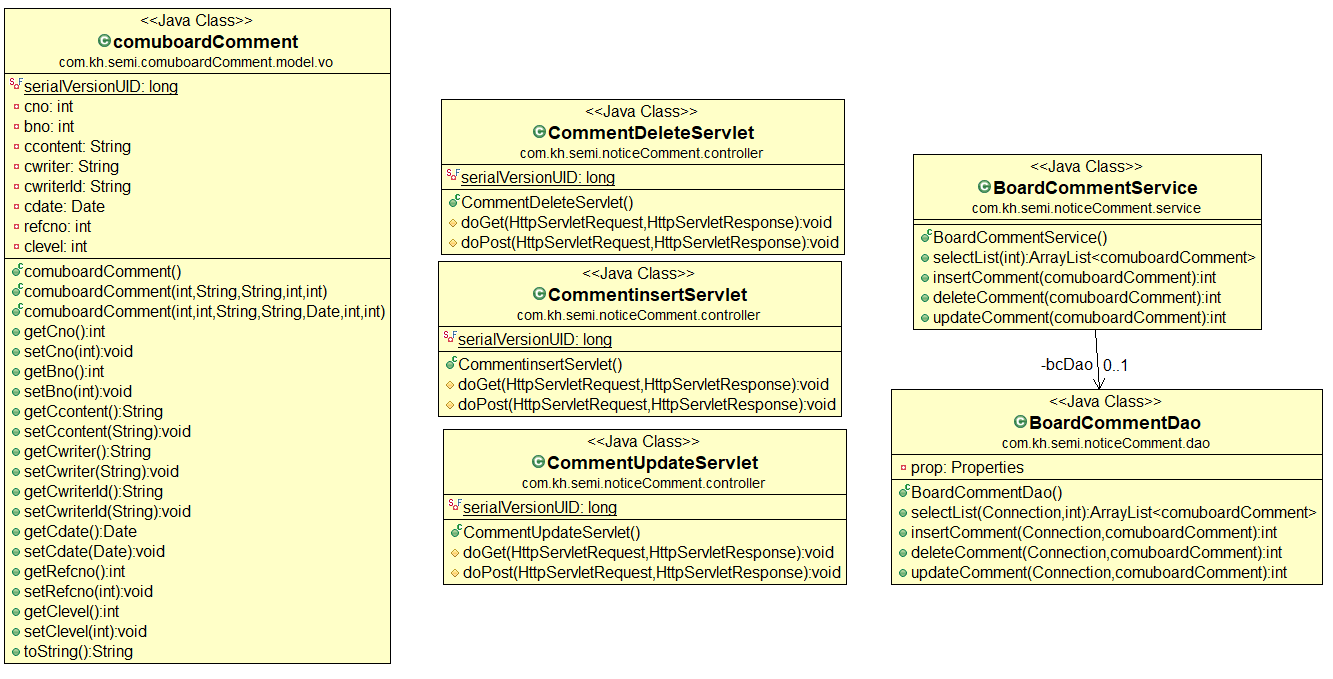 <<Java Class>>
comuboardComment
com.kh.semi.comuboardComment.model.vo
serialVersionUID: long
cno: int
bno: int
ccontent: String
cwriter: String
cwriterId: String
cdate: Date
refcno: int
clevel: int
comuboardComment()
comuboardComment(int,String,String,int,int)
comuboardComment(int,int,String,String,Date,int,int)
getCno():int
setCno(int):void
getBno():int
setBno(int):void
getCcontent():String
setCcontent(String):void
getCwriter():String
setCwriter(String):void
getCwriterId():String
setCwriterId(String):void
getCdate():Date
setCdate(Date):void
getRefcno():int
setRefcno(int):void
getClevel():int
setClevel(int):void
toString():String
<<Java Class>>
CommentDeleteServlet
com.kh.semi.noticeComment.controller
serialVersionUID: long
CommentDeleteServlet()
doGet(HttpServletRequest,HttpServletResponse):void
doPost(HttpServletRequest,HttpServletResponse):void
<<Java Class>>
CommentinsertServlet
com.kh.semi.noticeComment.controller
serialVersionUID: long
CommentinsertServlet()
doGet(HttpServletRequest,HttpServletResponse):void
doPost(HttpServletRequest,HttpServletResponse):void
<<Java Class>>
CommentUpdateServlet
com.kh.semi.noticeComment.controller
serialVersionUID: long
CommentUpdateServlet()
doGet(HttpServletRequest,HttpServletResponse):void
doPost(HttpServletRequest,HttpServletResponse):void
<<Java Class>>
BoardCommentService
com.kh.semi.noticeComment.service
BoardCommentService()
selectList(int):ArrayList<comuboardComment>
insertComment(comuboardComment):int
deleteComment(comuboardComment):int
updateComment(comuboardComment):int
-bcDao 0..1
<<Java Class>>
BoardCommentDao
com.kh.semi.noticeComment.dao
prop: Properties
BoardCommentDao()
selectList(Connection,int):ArrayList<comuboardComment>
insertComment(Connection,comuboardComment):int
deleteComment(Connection,comuboardComment):int
updateComment(Connection,comuboardComment):int